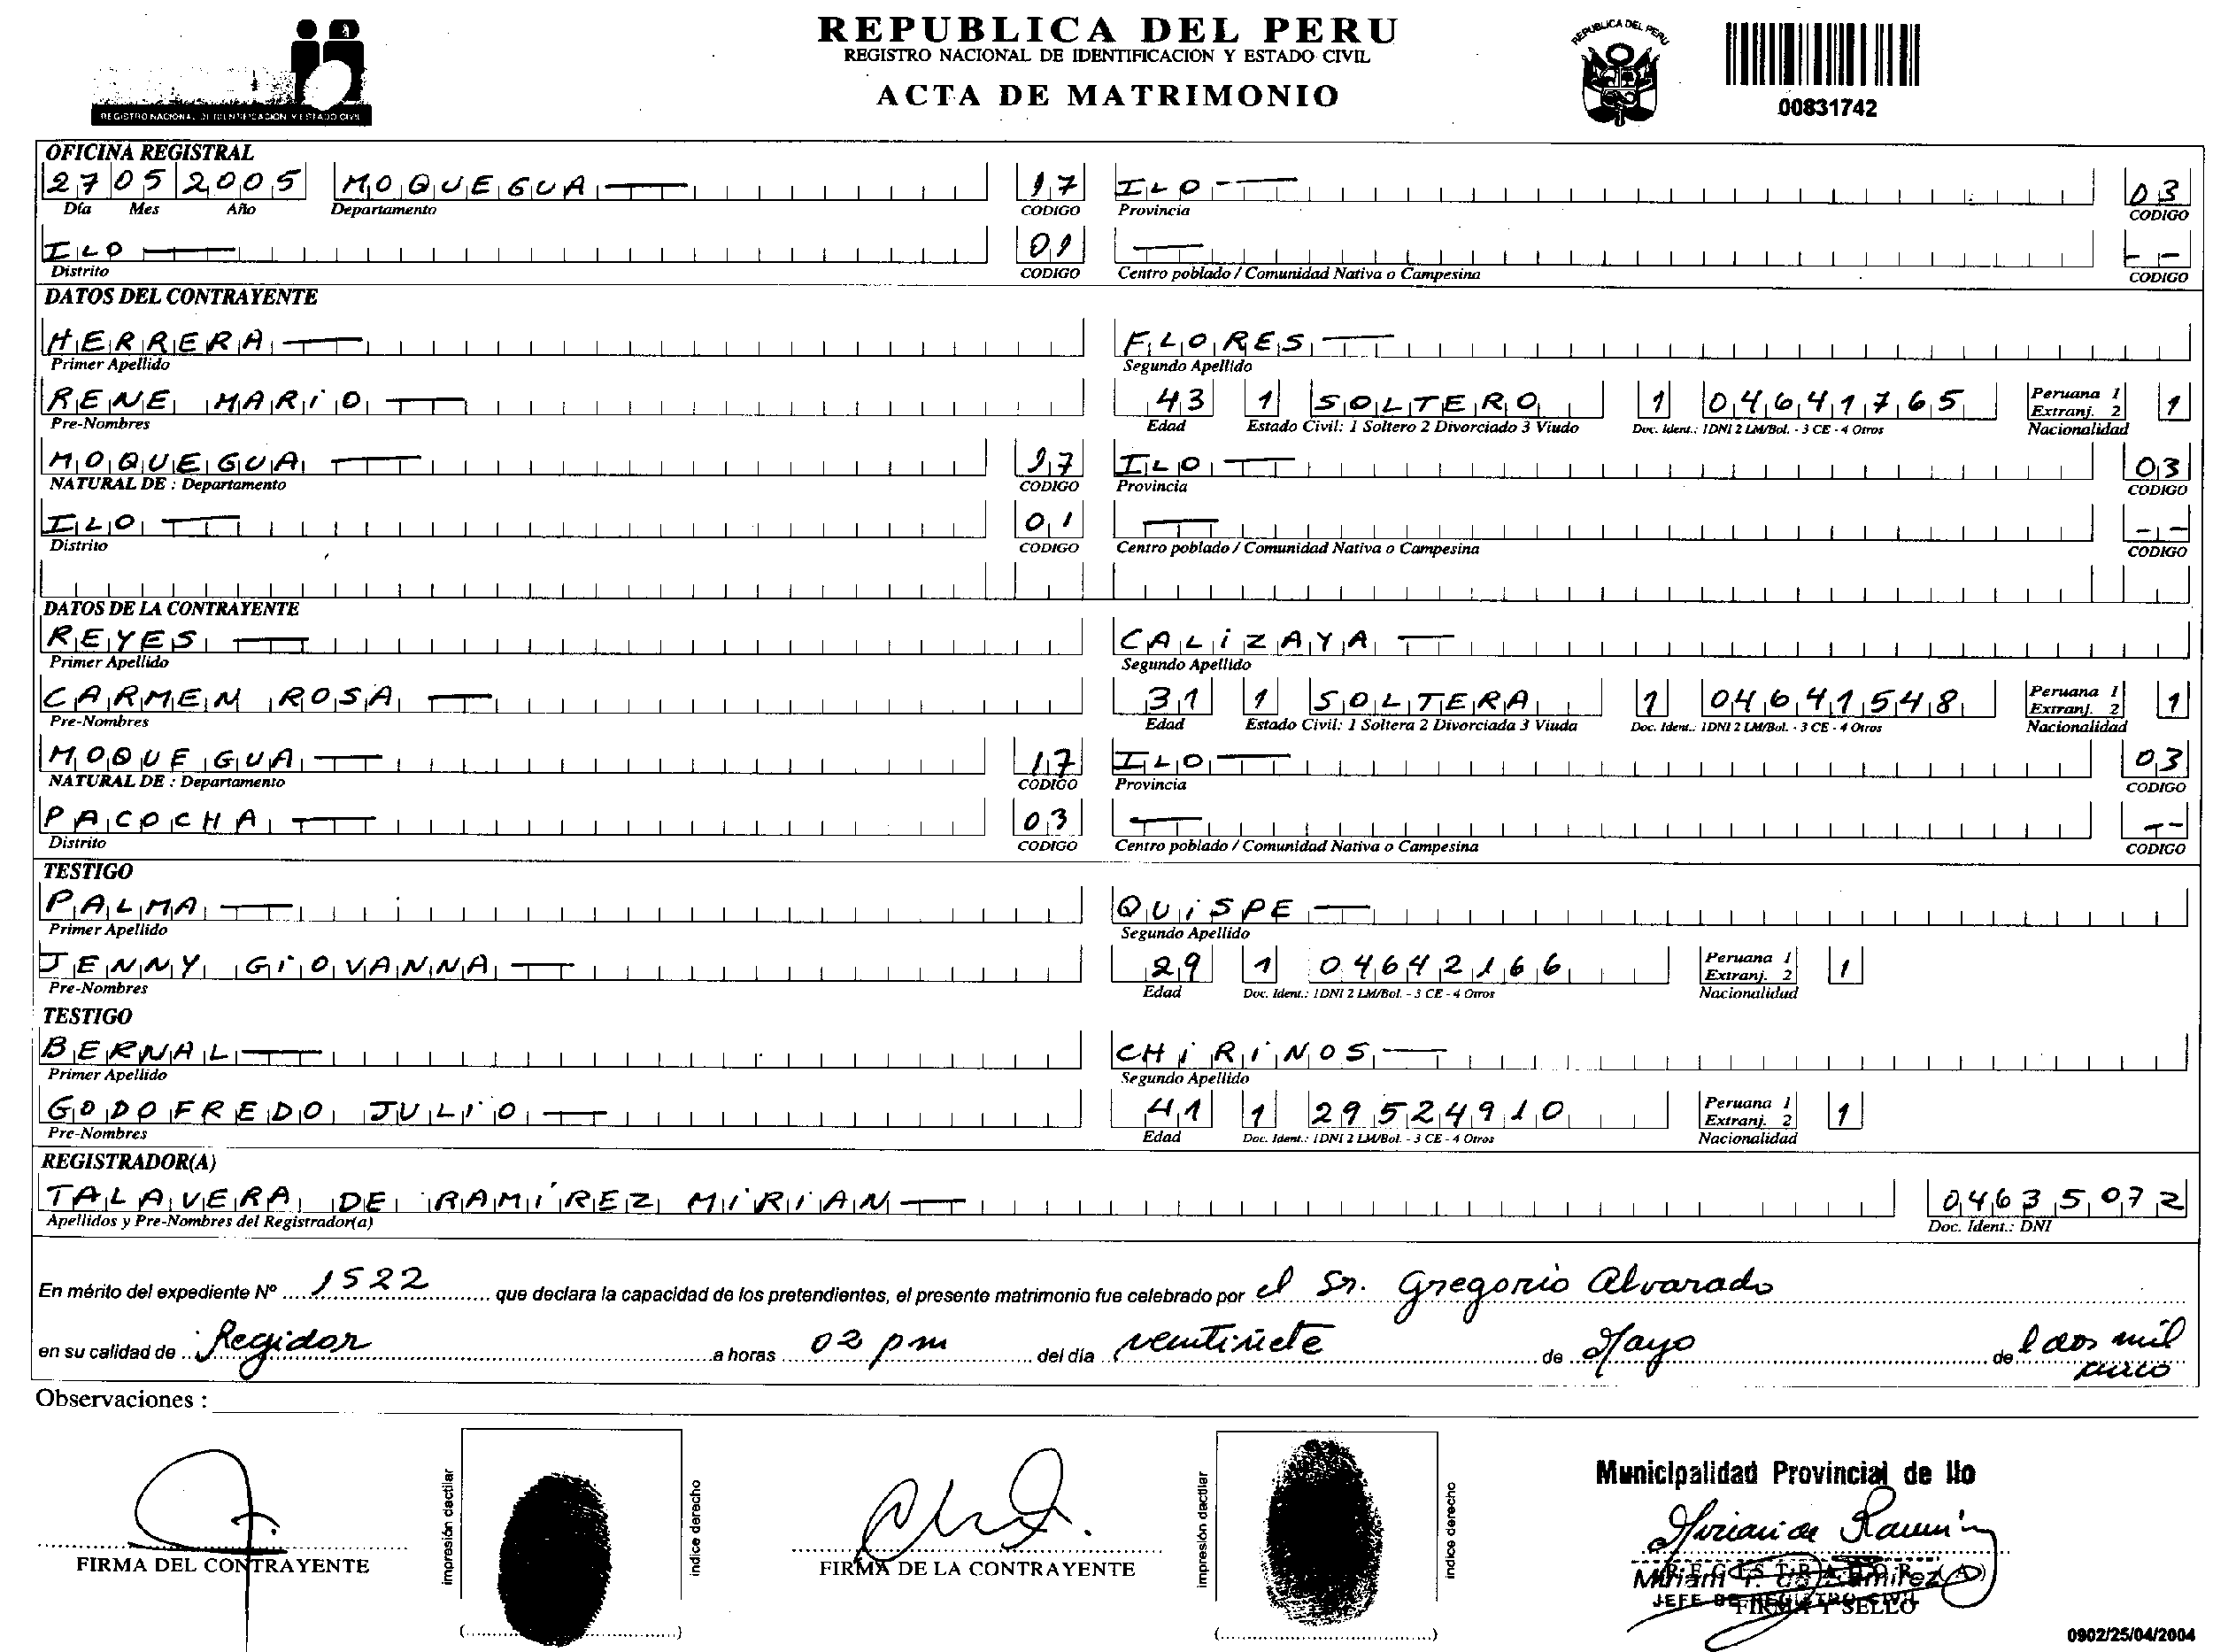 REPUBLICA DEL PERU
REGISTRO NACIONAL DE IDENTIFICACION Y ESTADO CIVIL
ACTA DE MATRIMONIO
REPUBLICA DEL PERU
00831742
REGISTRO NACIONAL DE IDENTIFICACION Y ESTADO CIVIL
OFICINA REGISTRAL
27 05 2005 MOQUEGUA 17 ILO 03
Día Mes Año Departamento CODIGO Provincia CODIGO
ILO 01 — - -
Distrito CODIGO Centro poblado / Comunidad Nativa o Campesina CODIGO
DATOS DEL CONTRAYENTE
HERRERA FLORES
Primer Apellido Segundo Apellido
RENE MARIO 43 1 SOLTERO 1 04641765 Peruana 1 Extranj. 2 1
Pre-Nombres Edad Estado Civil: 1 Soltero 2 Divorciado 3 Viudo Doc. Ident.: 1DNI 2 LM/Bol. - 3 CE - 4 Otros Nacionalidad
MOQUEGUA 17 ILO 03
NATURAL DE : Departamento CODIGO Provincia CODIGO
ILO 01 — - -
Distrito CODIGO Centro poblado / Comunidad Nativa o Campesina CODIGO
DATOS DE LA CONTRAYENTE
REYES CALIZAYA
Primer Apellido Segundo Apellido
CARMEN ROSA 31 1 SOLTERA 1 04641548 Peruana 1 Extranj. 2 1
Pre-Nombres Edad Estado Civil: 1 Soltera 2 Divorciada 3 Viuda Doc. Ident.: 1DNI 2 LM/Bol. - 3 CE - 4 Otros Nacionalidad
MOQUEGUA 17 ILO 03
NATURAL DE : Departamento CODIGO Provincia CODIGO
PACOCHA 03 — - -
Distrito CODIGO Centro poblado / Comunidad Nativa o Campesina CODIGO
TESTIGO
PALMA QUISPE
Primer Apellido Segundo Apellido
JENNY GIOVANNA 29 1 04642166 Peruana 1 Extranj. 2 1
Pre-Nombres Edad Doc. Ident.: 1DNI 2 LM/Bol. - 3 CE - 4 Otros Nacionalidad
TESTIGO
BERNAL CHIRINOS
Primer Apellido Segundo Apellido
GODOFREDO JULIO 41 1 29524910 Peruana 1 Extranj. 2 1
Pre-Nombres Edad Doc. Ident.: 1DNI 2 LM/Bol. - 3 CE - 4 Otros Nacionalidad
REGISTRADOR(A)
TALAVERA DE RAMÍREZ MIRIAN 04635072
Apellidos y Pre-Nombres del Registrador(a) Doc. Ident.: DNI
En mérito del expediente Nº 1522 que declara la capacidad de los pretendientes, el presente matrimonio fue celebrado por el Sr. Gregorio Alvarado
en su calidad de Regidor a horas 02 pm del día veintisiete de Mayo de dos mil
cinco
Observaciones :
impresión dactilar índice derecho impresión dactilar índice derecho
Municipalidad Provincial de Ilo
FIRMA DEL CONTRAYENTE FIRMA DE LA CONTRAYENTE
REGISTRADOR (A)
Miriam T. de Ramirez
JEFE DE REGISTRO CIVIL
FIRMA Y SELLO
0902/25/04/2004